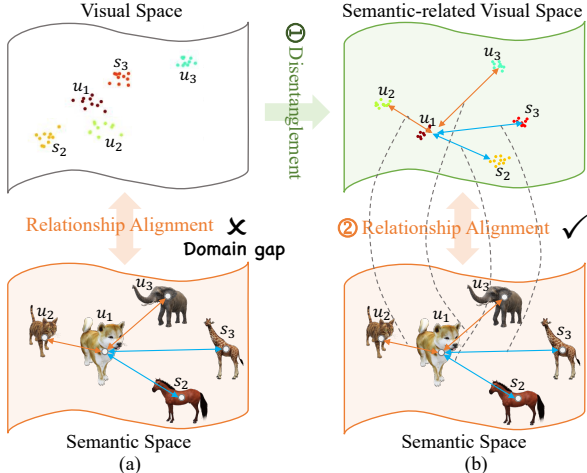 Visual Space
s3
u3
u1
u2
s2
① Disentanglement
Semantic-related Visual Space
u3
u2
u1
s3
s2
Relationship Alignment ✗
Domain gap
② Relationship Alignment ✓
u3
u2
u1
s3
s2
Semantic Space
(a)
u3
u2
u1
s3
s2
Semantic Space
(b)